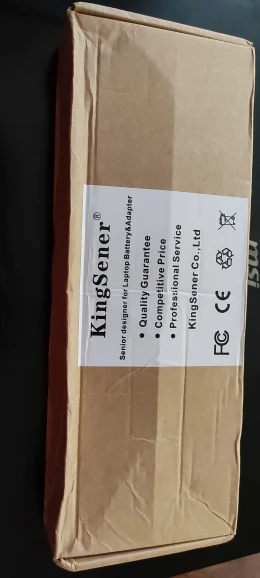 KingSener®
Senior designer for Laptop Battery&Adapter
• Quality Guarantee
• Competitive Price
• Professional Service
KingSener Co.,Ltd
FC CE
msi